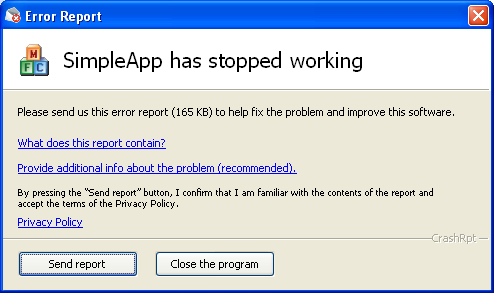 Error Report
M
F C
SimpleApp has stopped working
Please send us this error report (165 KB) to help fix the problem and improve this software.
What does this report contain?
Provide additional info about the problem (recommended).
By pressing the "Send report" button, I confirm that I am familiar with the contents of the report and
accept the terms of the Privacy Policy.
Privacy Policy
CrashRpt
Send report Close the program